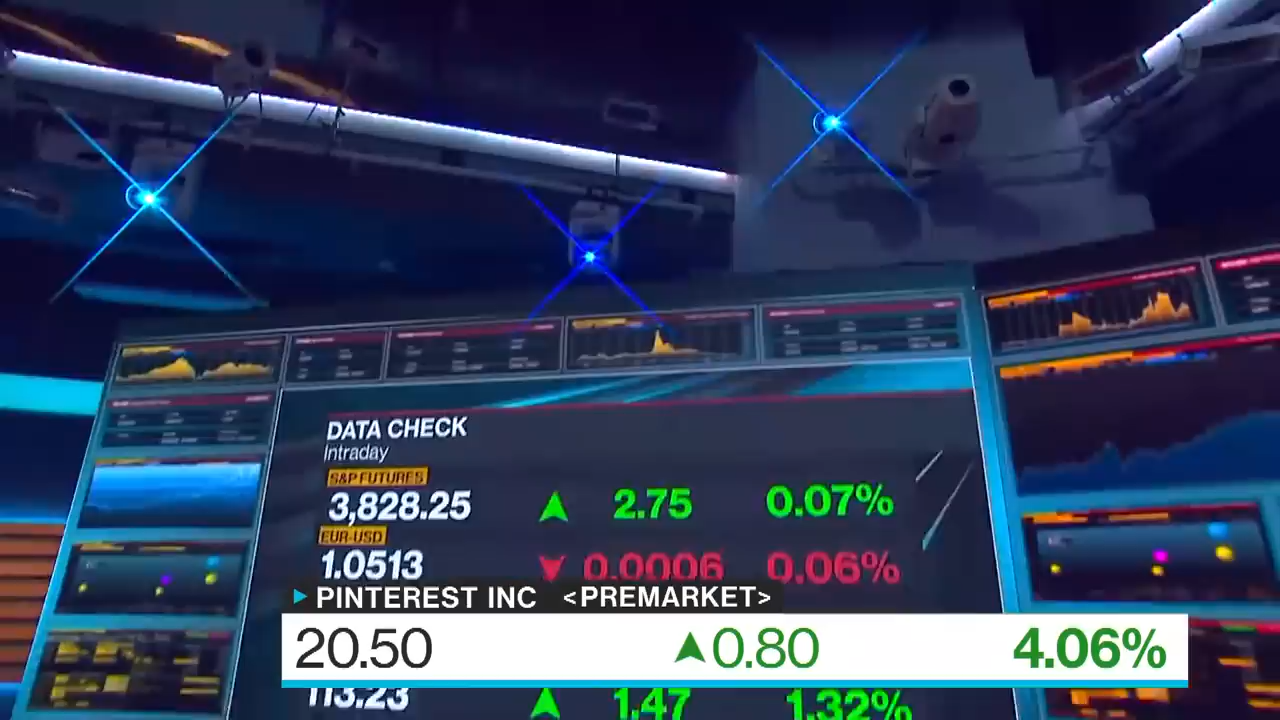 DATA CHECK
Intraday
S&P FUTURES
3,828.25 ▲ 2.75 0.07%
EUR-USD
1.0513 ▼ 0.0006 0.06%
PINTEREST INC <PREMARKET>
20.50 ▲0.80 4.06%
113.23 ▲ 1.47 1.32%